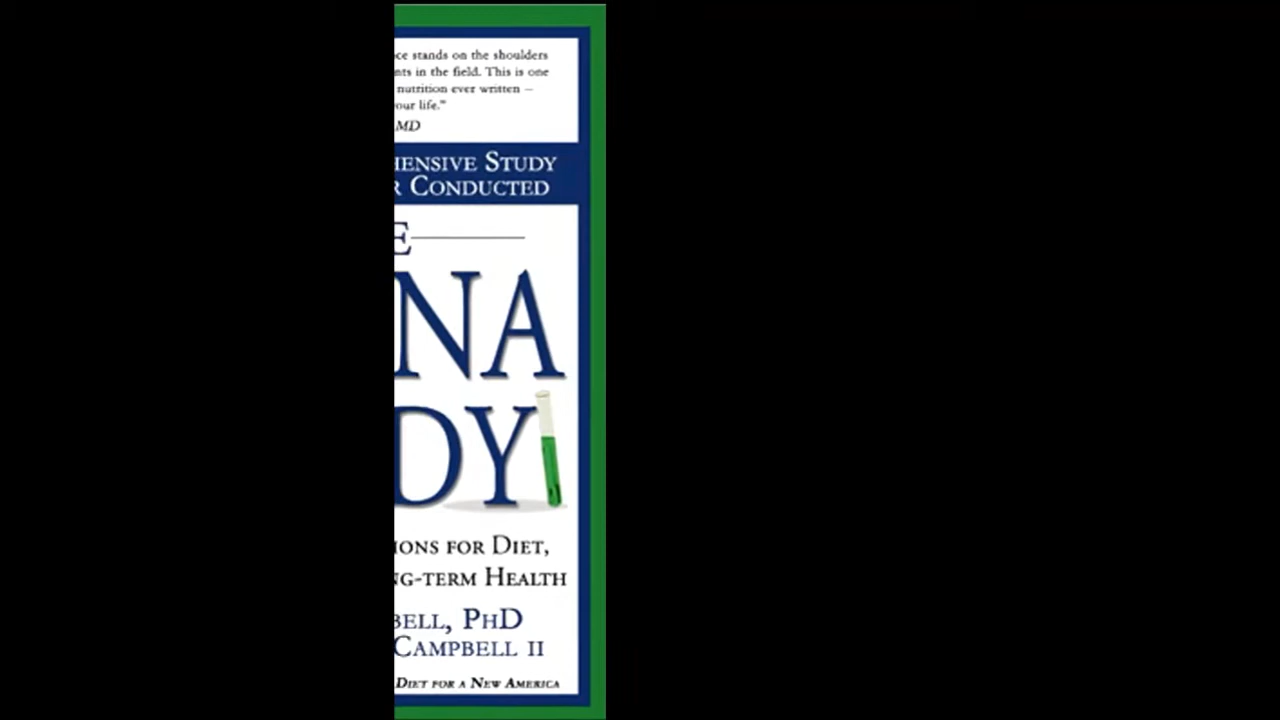 ce stands on the shoulders
nts in the field. This is one
nutrition ever written –
our life."
MD
HENSIVE STUDY
R CONDUCTED
E
NA
DY
IONS FOR DIET,
NG-TERM HEALTH
BELL, PHD
CAMPBELL II
DIET FOR A NEW AMERICA